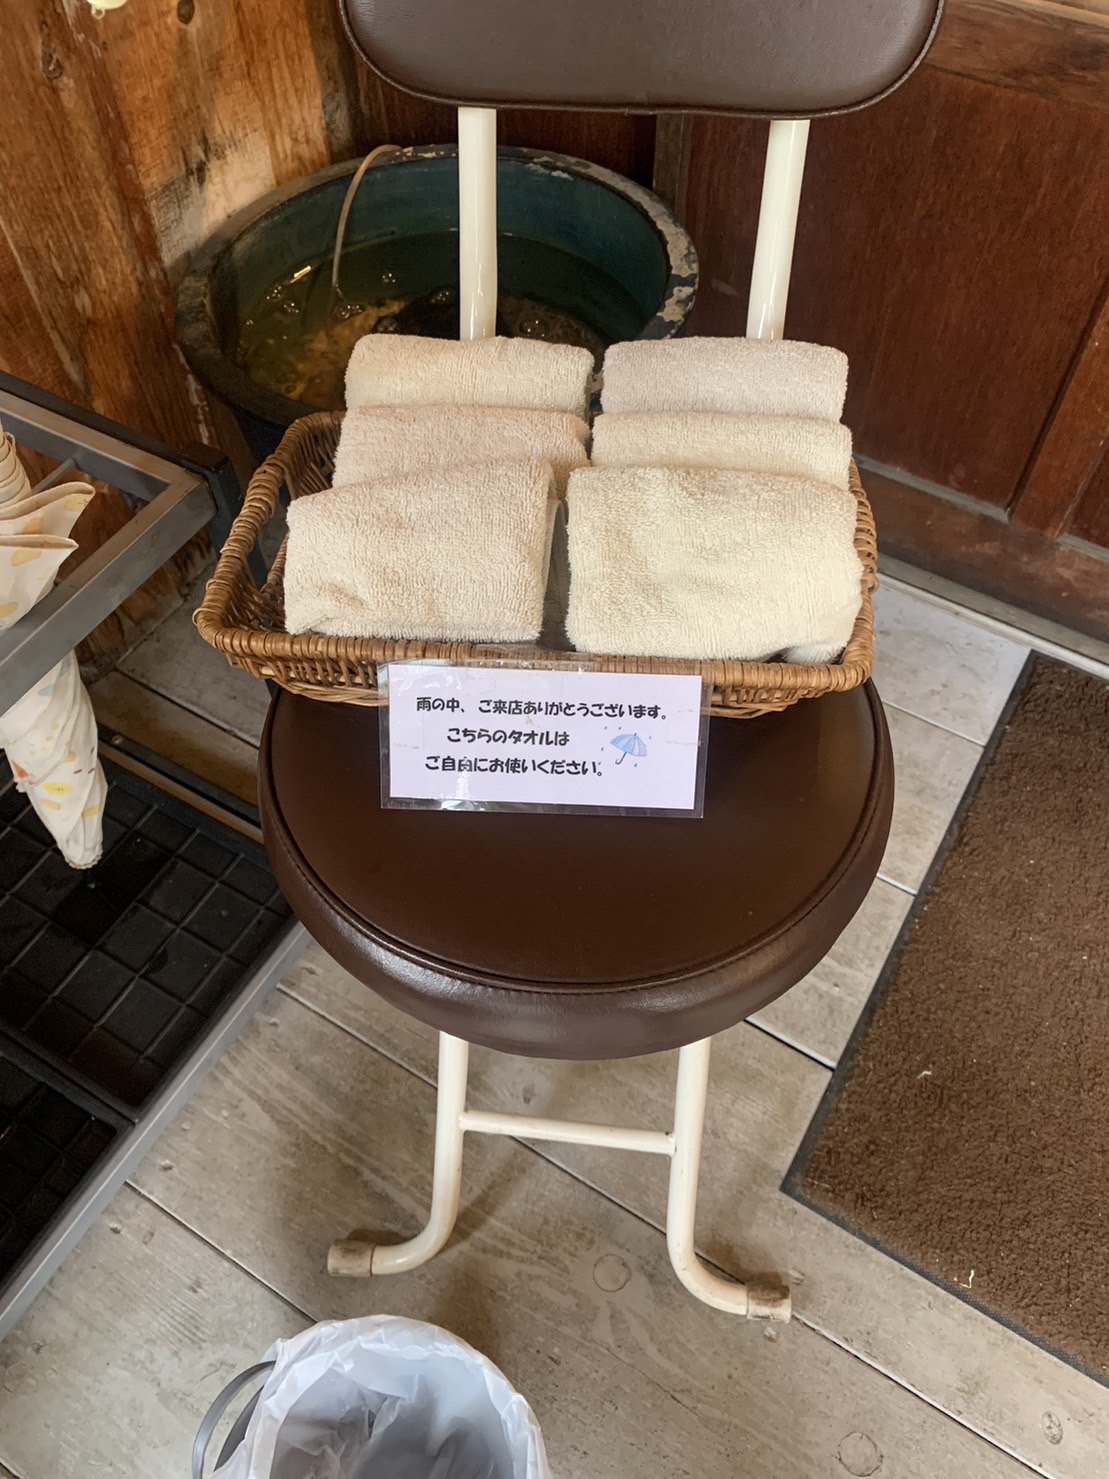 雨の中、ご来店ありがとうございます。
こちらのタオルは
ご自由にお使いください。